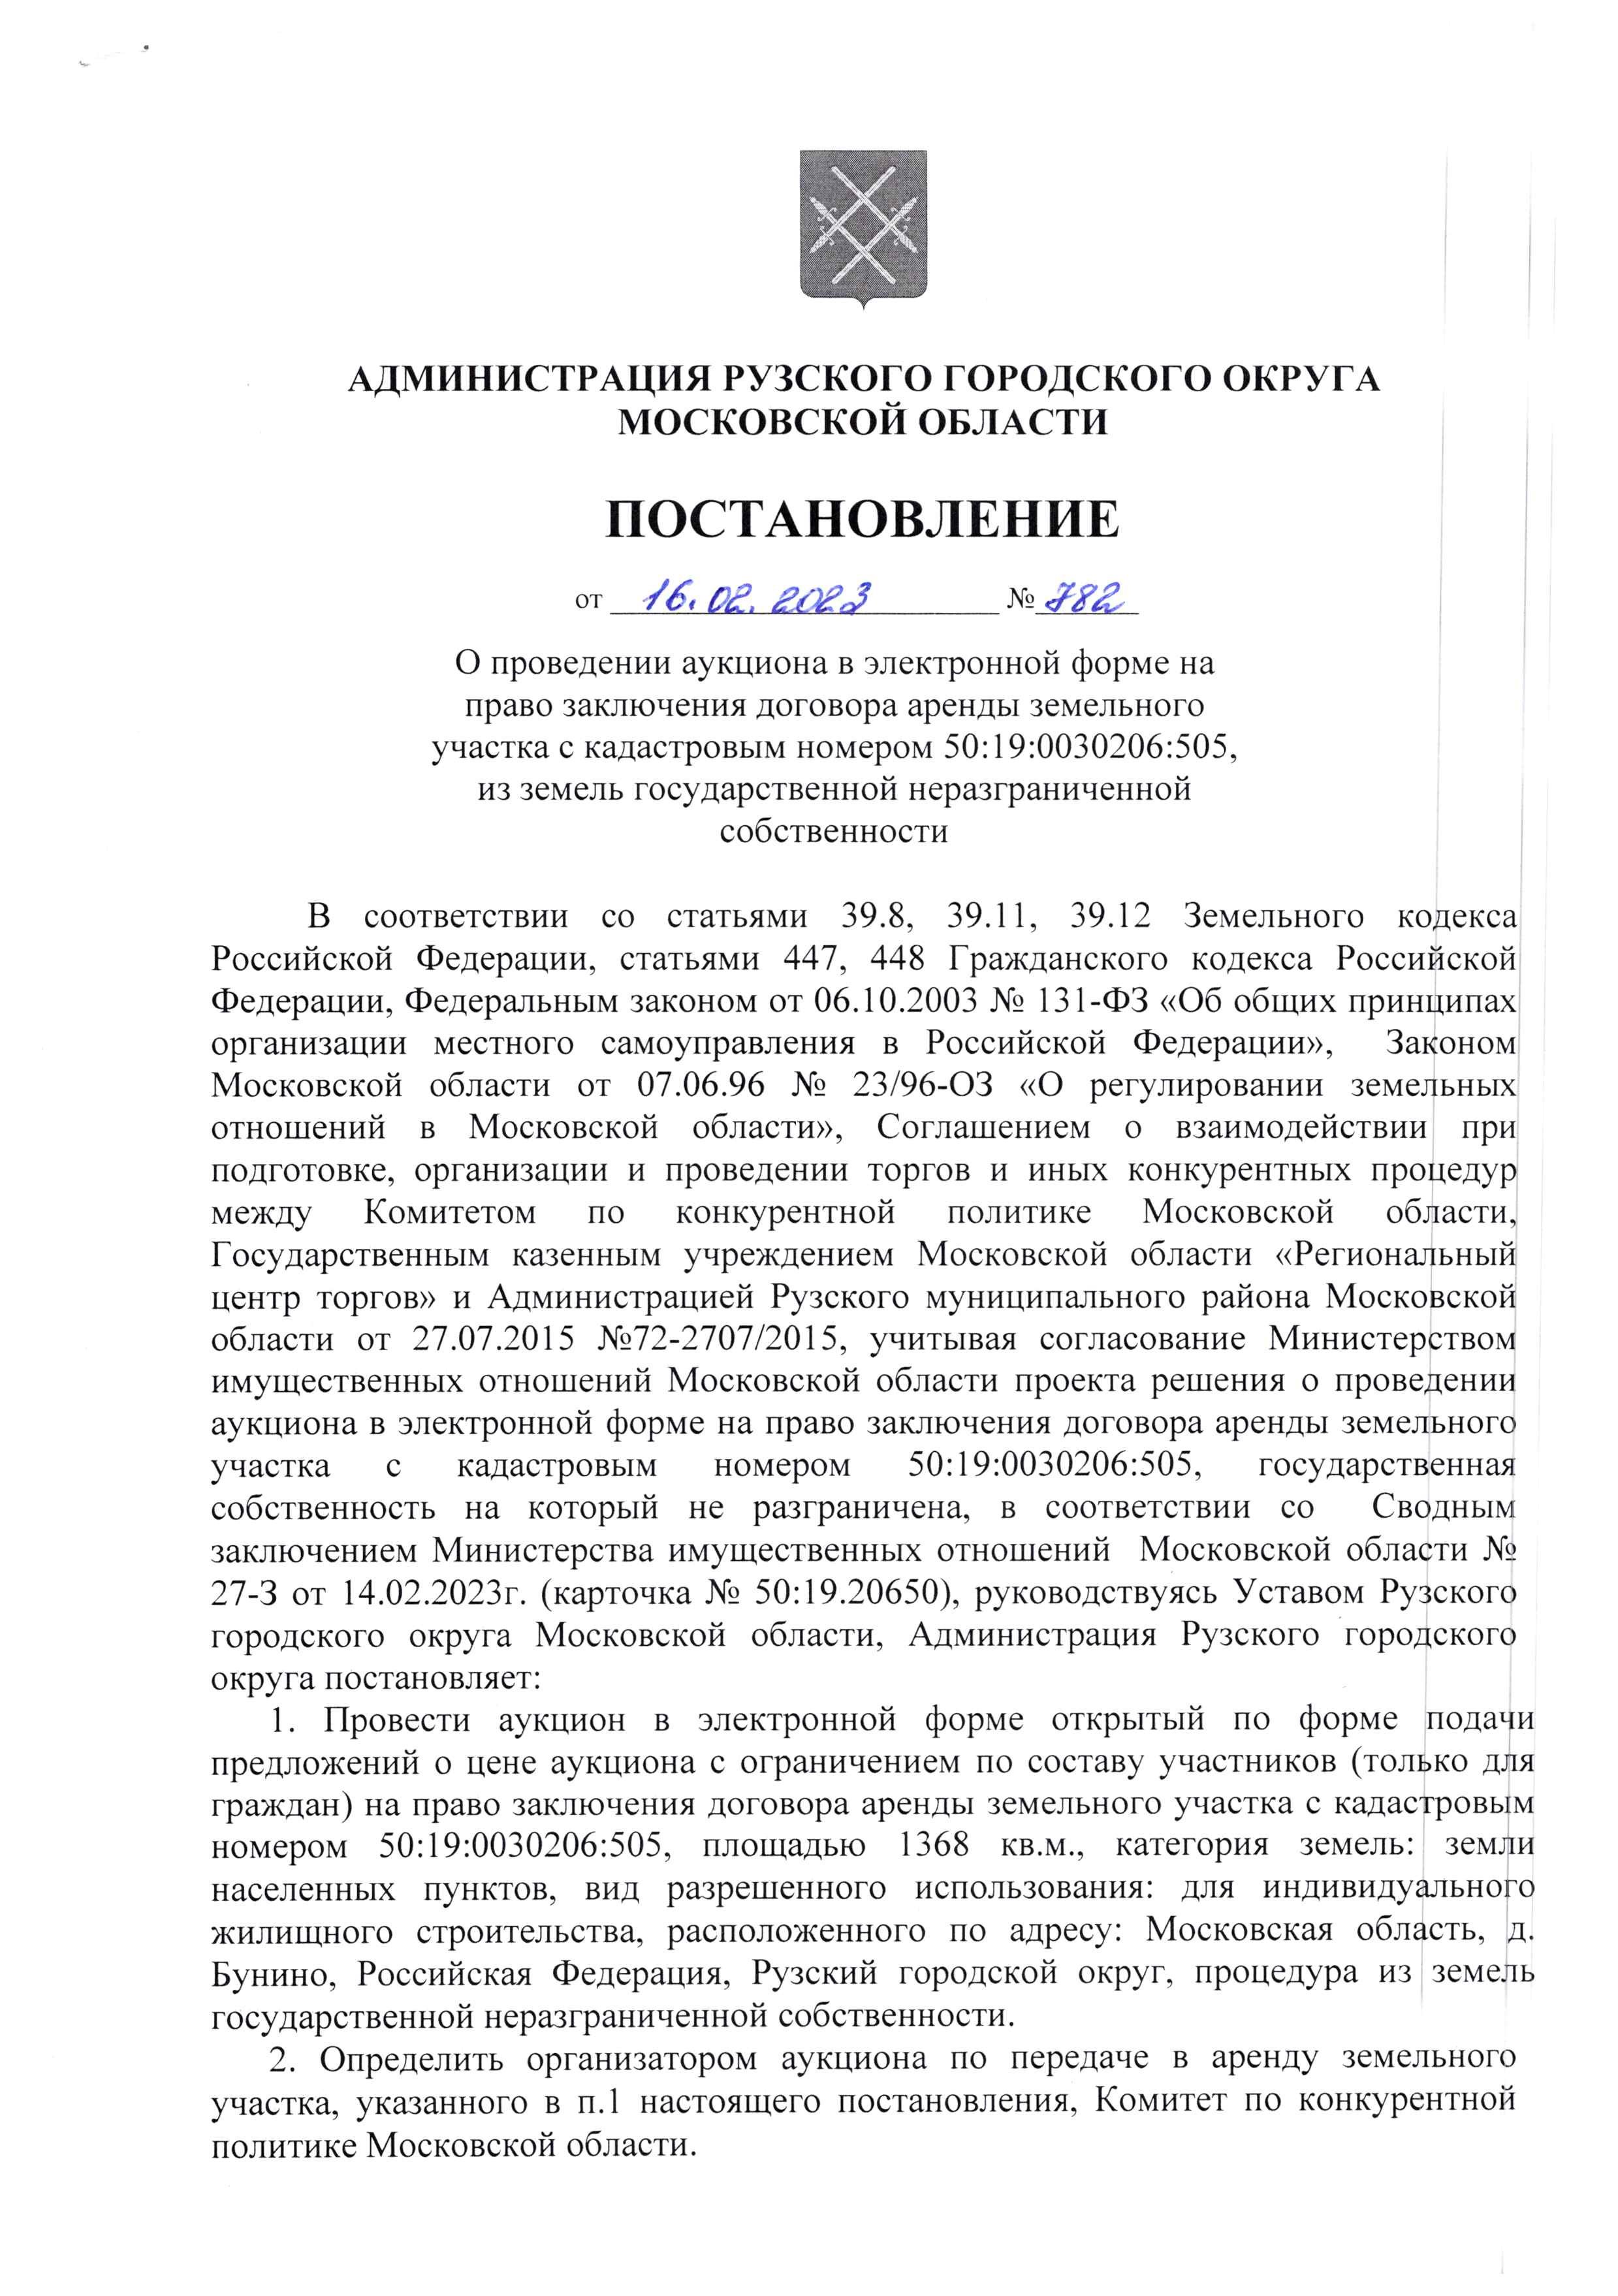 АДМИНИСТРАЦИЯ РУЗСКОГО ГОРОДСКОГО ОКРУГА
МОСКОВСКОЙ ОБЛАСТИ
ПОСТАНОВЛЕНИЕ
от 16.02.2023 № 782
О проведении аукциона в электронной форме на
право заключения договора аренды земельного
участка с кадастровым номером 50:19:0030206:505,
из земель государственной неразграниченной
собственности
В соответствии со статьями 39.8, 39.11, 39.12 Земельного кодекса
Российской Федерации, статьями 447, 448 Гражданского кодекса Российской
Федерации, Федеральным законом от 06.10.2003 № 131-ФЗ «Об общих принципах
организации местного самоуправления в Российской Федерации», Законом
Московской области от 07.06.96 № 23/96-ОЗ «О регулировании земельных
отношений в Московской области», Соглашением о взаимодействии при
подготовке, организации и проведении торгов и иных конкурентных процедур
между Комитетом по конкурентной политике Московской области,
Государственным казенным учреждением Московской области «Региональный
центр торгов» и Администрацией Рузского муниципального района Московской
области от 27.07.2015 №72-2707/2015, учитывая согласование Министерством
имущественных отношений Московской области проекта решения о проведении
аукциона в электронной форме на право заключения договора аренды земельного
участка с кадастровым номером 50:19:0030206:505, государственная
собственность на который не разграничена, в соответствии со Сводным
заключением Министерства имущественных отношений Московской области №
27-З от 14.02.2023г. (карточка № 50:19.20650), руководствуясь Уставом Рузского
городского округа Московской области, Администрация Рузского городского
округа постановляет:
1. Провести аукцион в электронной форме открытый по форме подачи
предложений о цене аукциона с ограничением по составу участников (только для
граждан) на право заключения договора аренды земельного участка с кадастровым
номером 50:19:0030206:505, площадью 1368 кв.м., категория земель: земли
населенных пунктов, вид разрешенного использования: для индивидуального
жилищного строительства, расположенного по адресу: Московская область, д.
Бунино, Российская Федерация, Рузский городской округ, процедура из земель
государственной неразграниченной собственности.
2. Определить организатором аукциона по передаче в аренду земельного
участка, указанного в п.1 настоящего постановления, Комитет по конкурентной
политике Московской области.